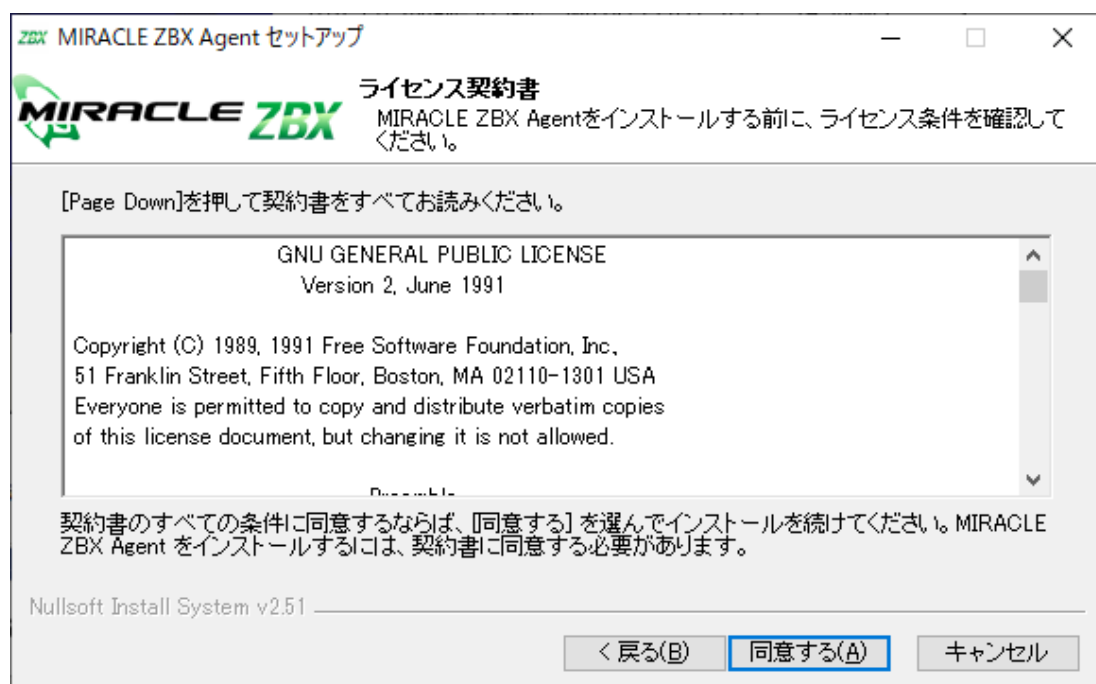 ZBX MIRACLE ZBX Agent セットアップ
MIRACLE ZBX
ライセンス契約書
MIRACLE ZBX Agentをインストールする前に、ライセンス条件を確認して
ください。
[Page Down]を押して契約書をすべてお読みください。
GNU GENERAL PUBLIC LICENSE
Version 2, June 1991
Copyright (C) 1989, 1991 Free Software Foundation, Inc.,
51 Franklin Street, Fifth Floor, Boston, MA 02110-1301 USA
Everyone is permitted to copy and distribute verbatim copies
of this license document, but changing it is not allowed.
契約書のすべての条件に同意するならば、[同意する] を選んでインストールを続けてください。MIRACLE
ZBX Agent をインストールするには、契約書に同意する必要があります。
Nullsoft Install System v2.51
< 戻る(B)
同意する(A)
キャンセル